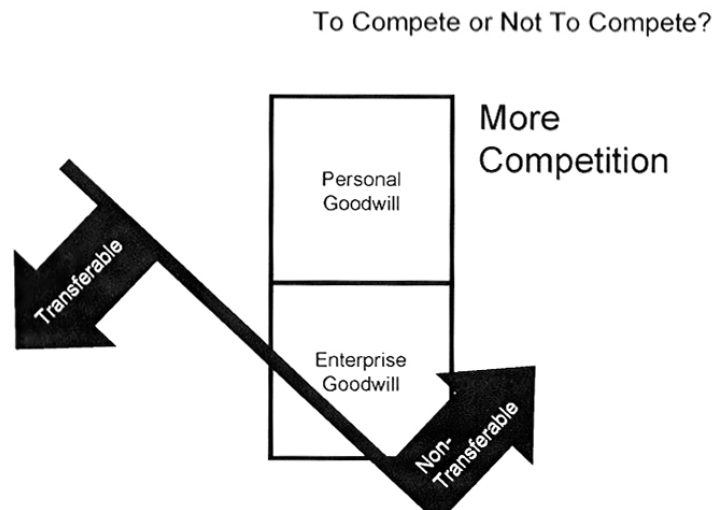 To Compete or Not To Compete?
More
Competition
Personal
Goodwill
Transferable
Enterprise
Goodwill
Non-
Transferable